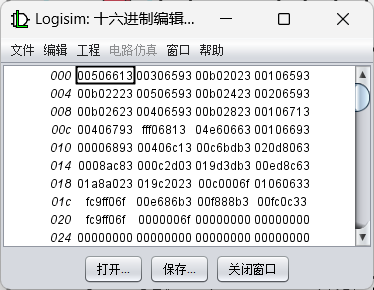 Logisim: 十六进制编辑...
文件 编辑 工程 电路仿真 窗口 帮助
000 00506613 00306593 00b02023 00106593
004 00b02223 00506593 00b02423 00206593
008 00b02623 00406593 00b02823 00106713
00c 00406793 fff06813 04e60663 00106693
010 00006893 00406c13 00c6bdb3 020d8063
014 0008ac83 000c2d03 019d3db3 00ed8c63
018 01a8a023 019c2023 00c0006f 01060633
01c fc9ff06f 00e686b3 00f888b3 00fc0c33
020 fc9ff06f 0000006f 00000000 00000000
024 00000000 00000000 00000000 00000000
打开... 保存... 关闭窗口